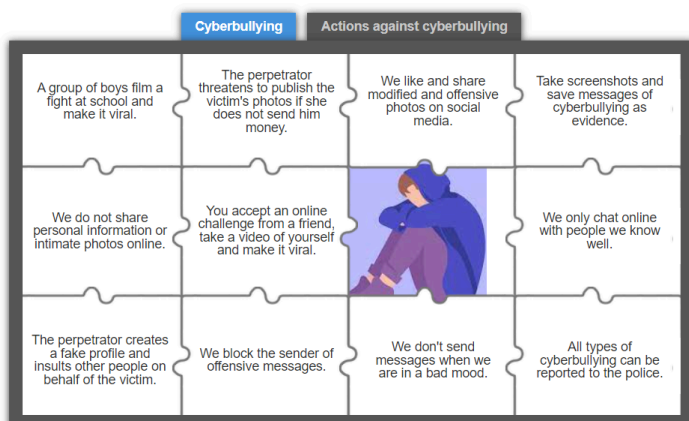 Cyberbullying
Actions against cyberbullying
A group of boys film a
fight at school and
make it viral.
The perpetrator
threatens to publish the
victim's photos if she
does not send him
money.
We like and share
modified and offensive
photos on social
media.
Take screenshots and
save messages of
cyberbullying as
evidence.
We do not share
personal information or
intimate photos online.
You accept an online
challenge from a friend,
take a video of yourself
and make it viral.
We only chat online
with people we know
well.
The perpetrator creates
a fake profile and
insults other people on
behalf of the victim.
We block the sender of
offensive messages.
We don't send
messages when we
are in a bad mood.
All types of
cyberbullying can be
reported to the police.